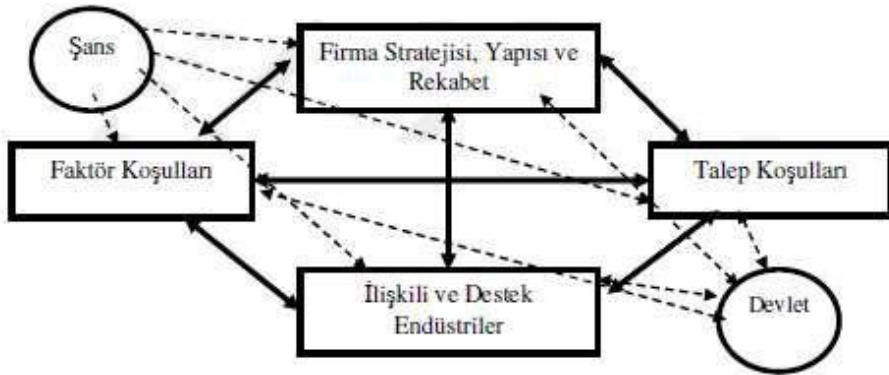 Şans
Firma Stratejisi, Yapısı ve
Rekabet
Faktör Koşulları
Talep Koşulları
İlişkili ve Destek
Endüstriler
Devlet